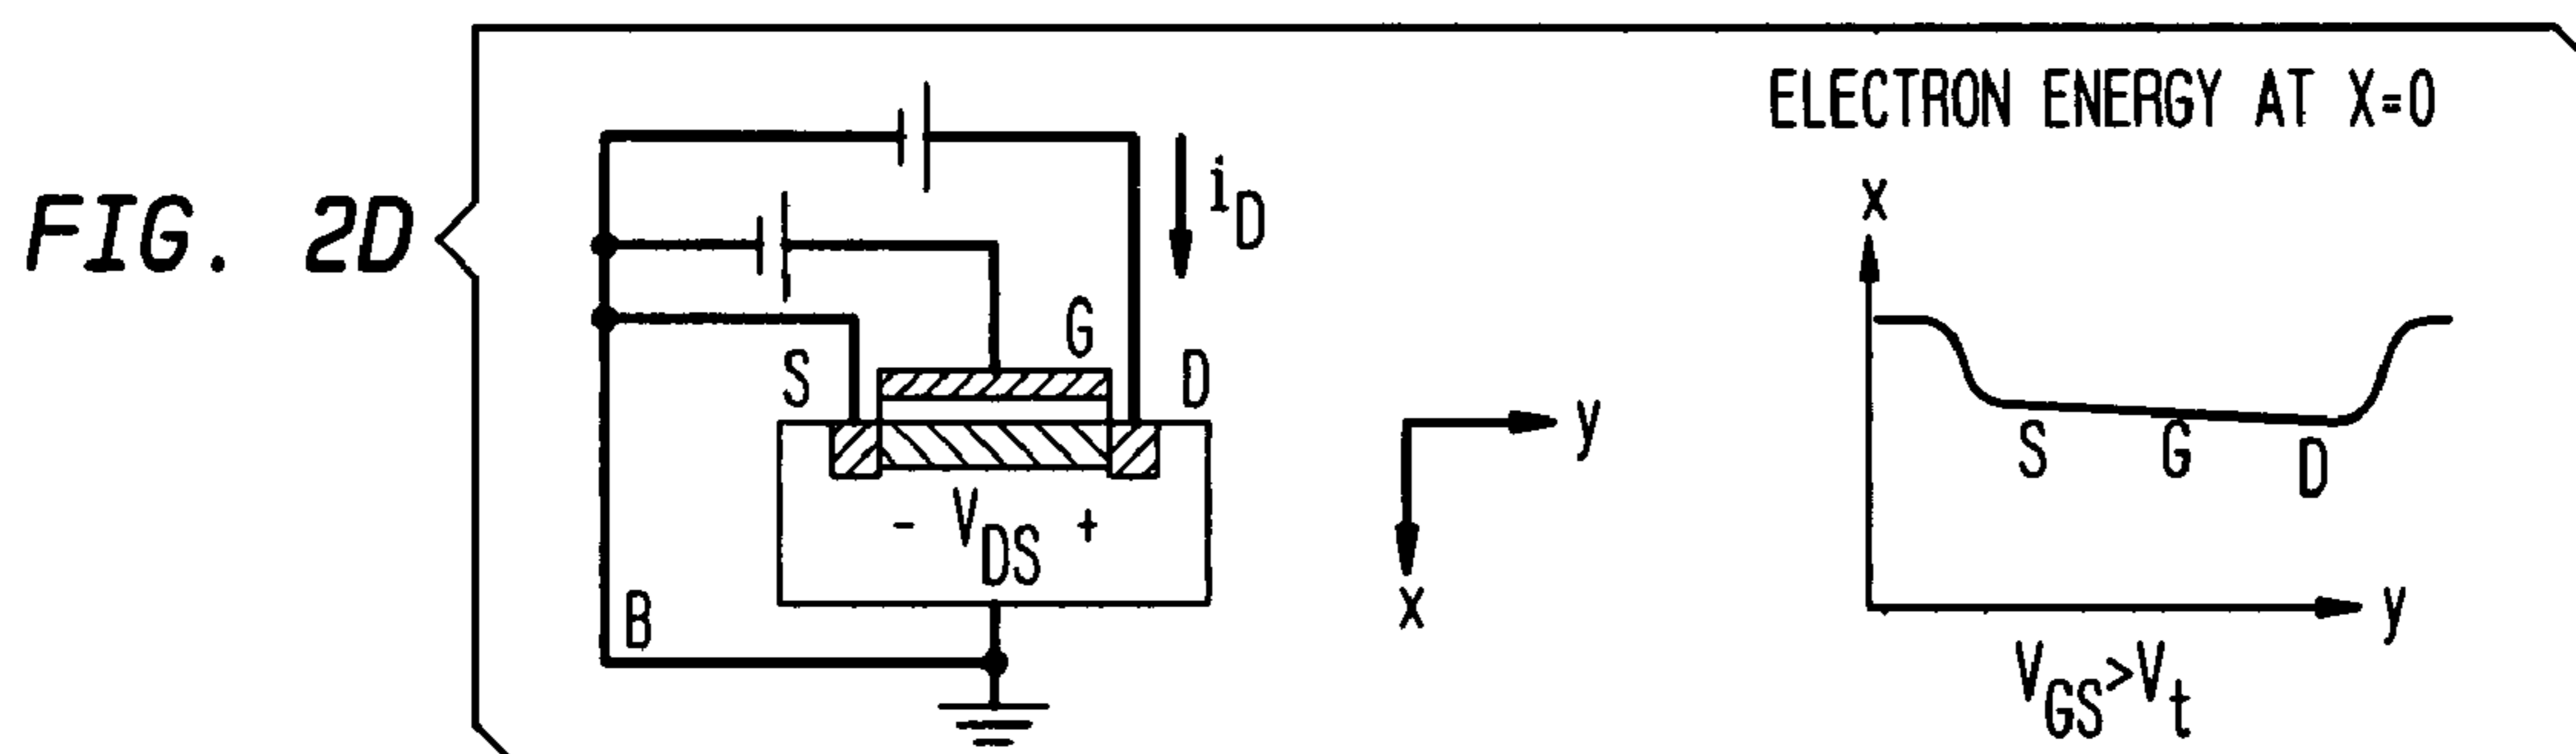 FIG. 2D
ELECTRON ENERGY AT X=0
i_D
G
S
D
- V_DS +
B
y
x
x
S
G
D
y
V_GS>V_t